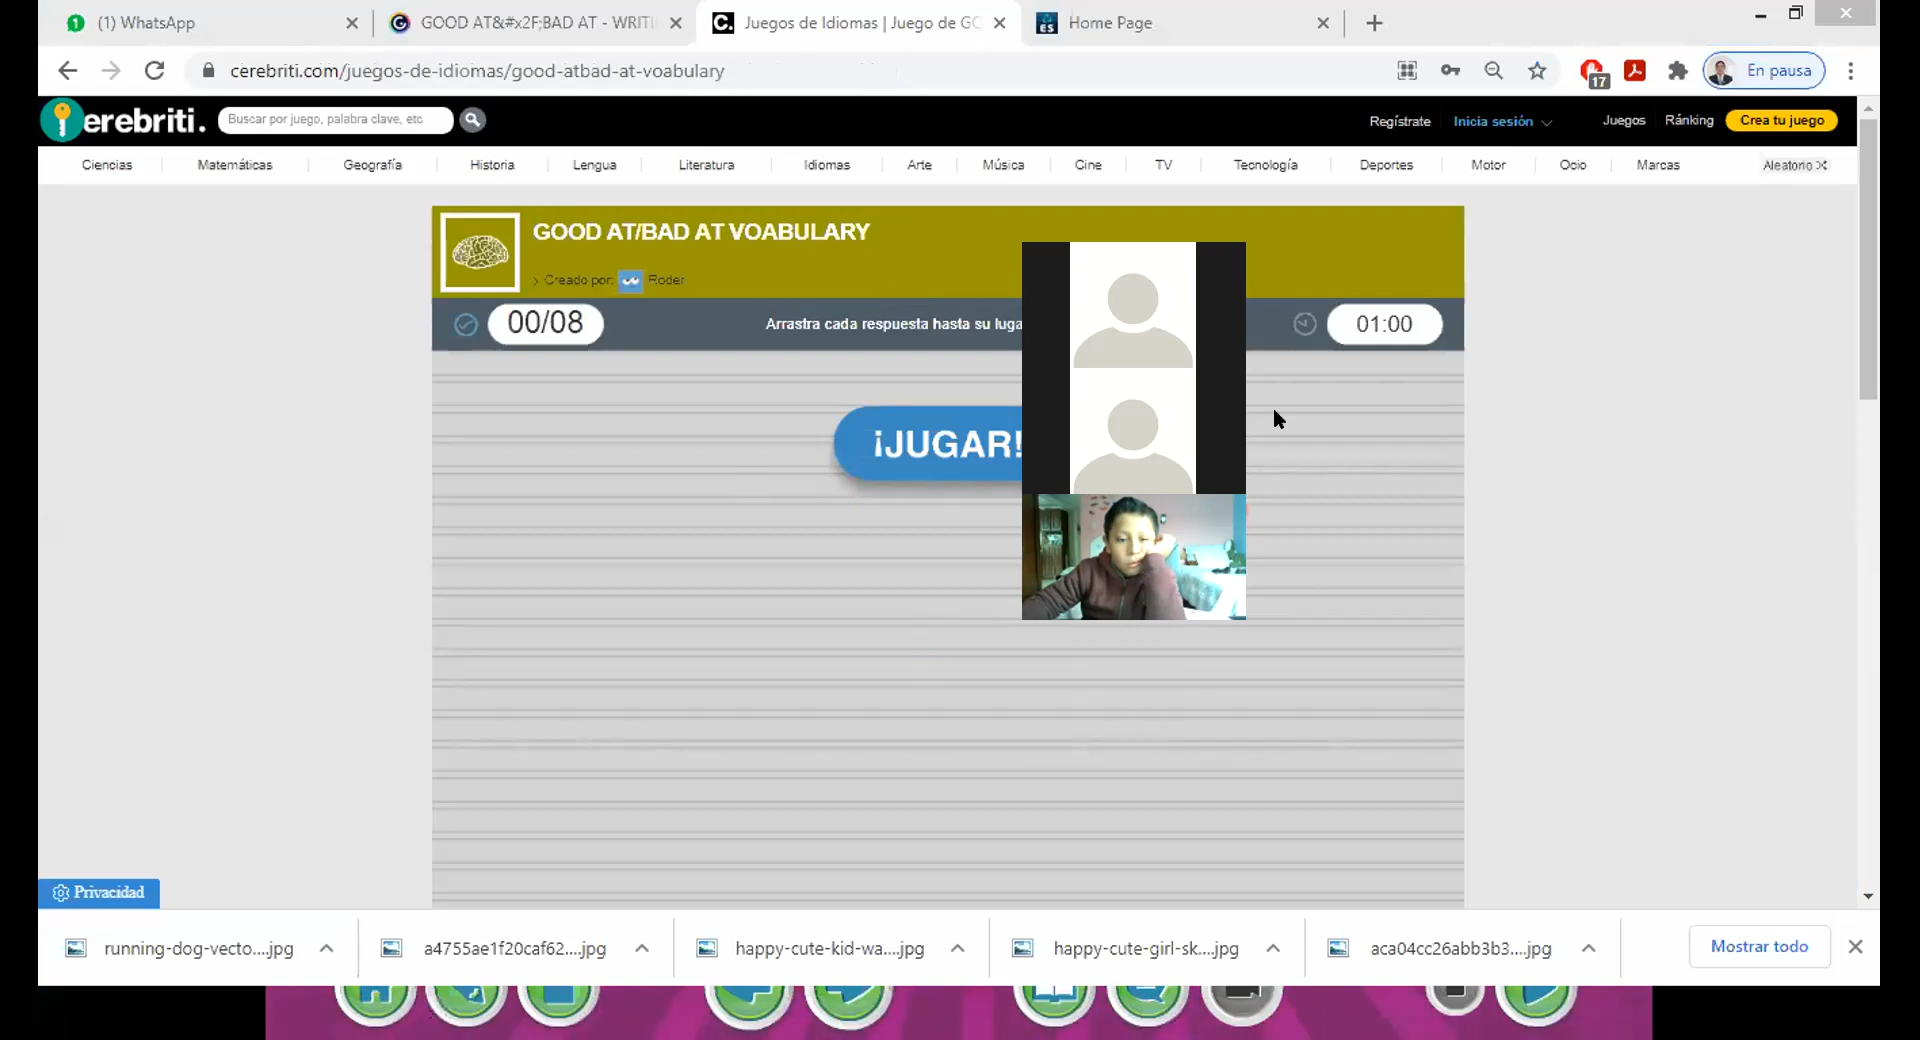 (1) WhatsApp
GOOD AT&#x2F;BAD AT - WRITI
Juegos de Idiomas | Juego de GO
Home Page
cerebriti.com/juegos-de-idiomas/good-atbad-at-voabulary
17
En pausa
erebriti.
Buscar por juego, palabra clave, etc
Regístrate
Inicia sesión
Juegos
Ránking
Crea tu juego
Ciencias
Matemáticas
Geografía
Historia
Lengua
Literatura
Idiomas
Arte
Música
Cine
TV
Tecnología
Deportes
Motor
Ocio
Marcas
Aleatorio
GOOD AT/BAD AT VOABULARY
Creado por: Roder
00/08
Arrastra cada respuesta hasta su luga
01:00
¡JUGAR!
Privacidad
running-dog-vecto....jpg
a4755ae1f20caf62....jpg
happy-cute-kid-wa....jpg
happy-cute-girl-sk....jpg
aca04cc26abb3b3....jpg
Mostrar todo